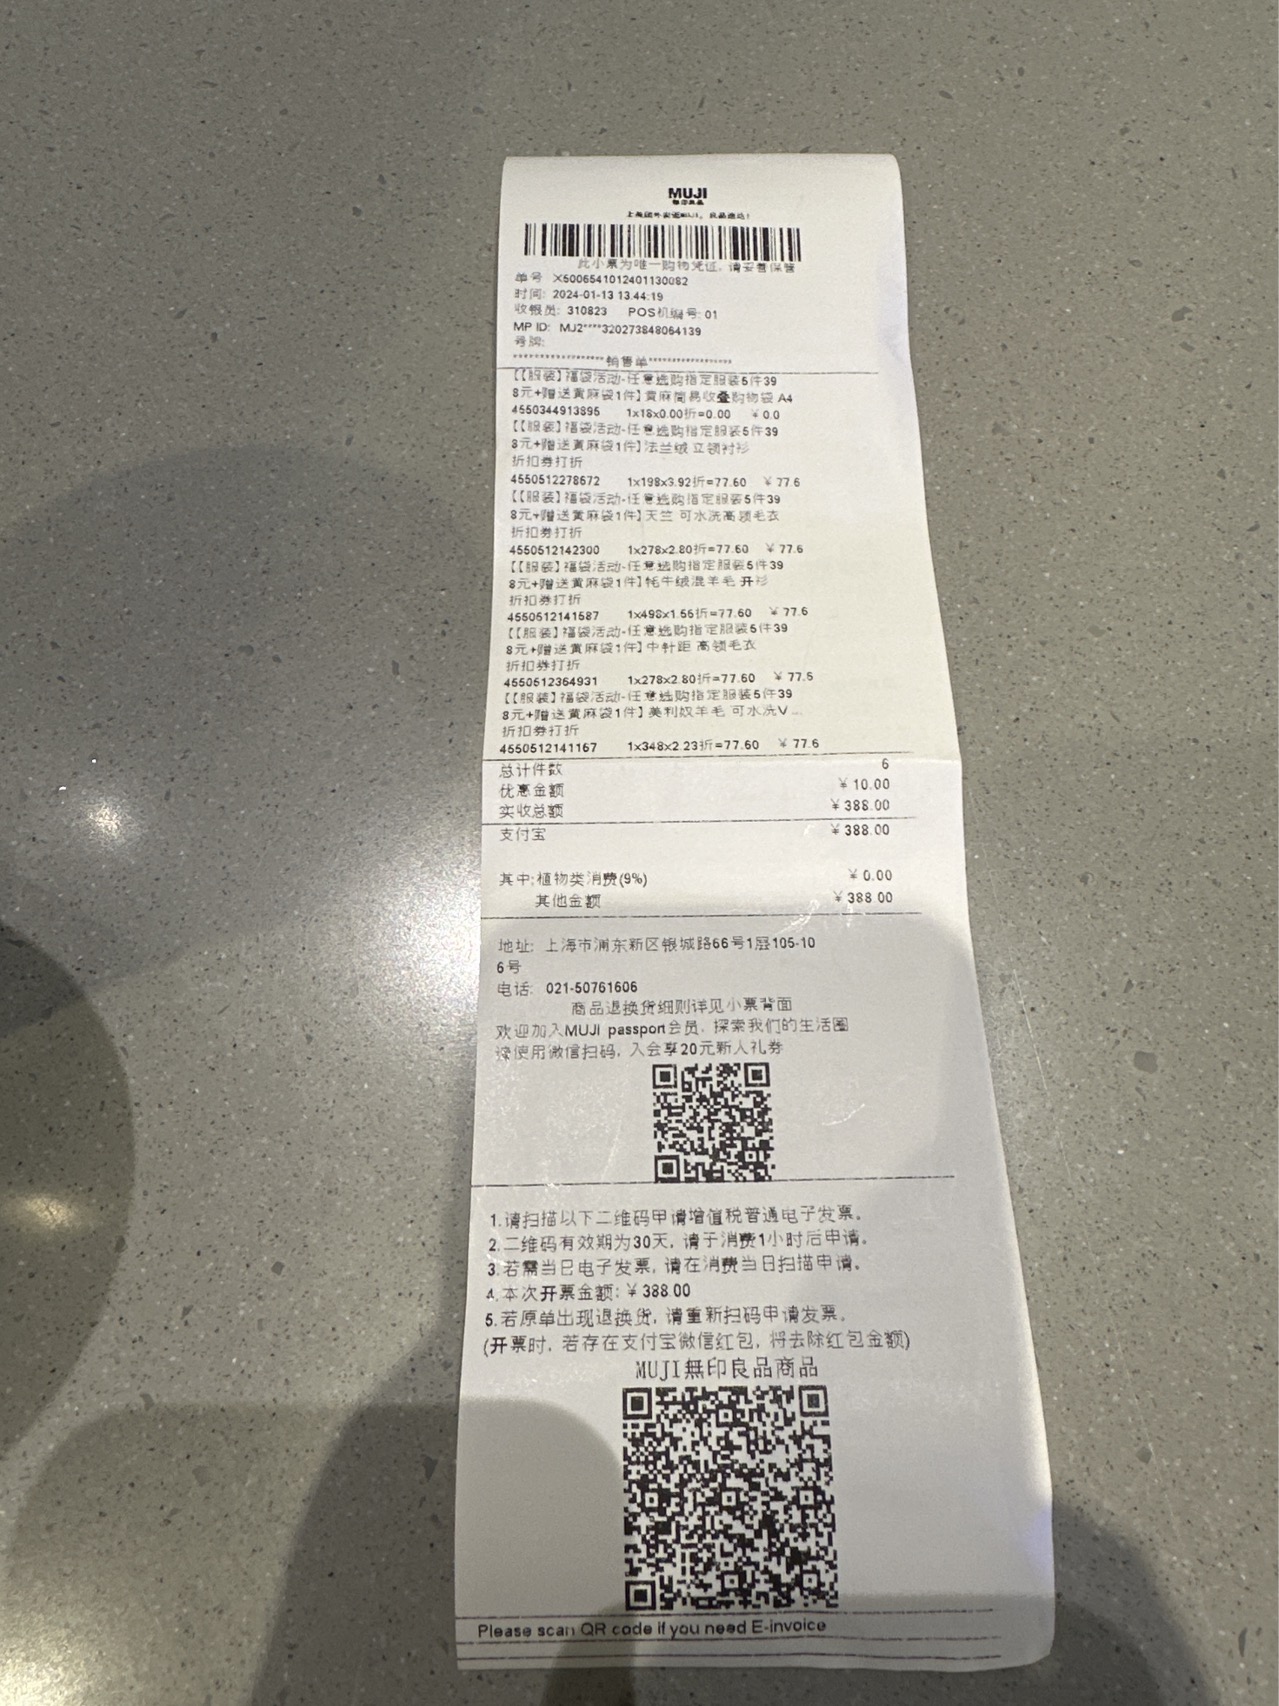 MUJI
無印良品
此小票为唯一购物凭证, 请妥善保管
单号 X5006541012401130082
时间: 2024-01-13 13:44:19
收银员: 310823 POS机编号: 01
MP ID: MJ2****320273848064139
号牌:
******************销售单*****************
【【服装】福袋活动-任意选购指定服装5件39
8元+赠送黄麻袋1件】黄麻简易收叠购物袋 A4
4550344913895 1x18x0.00折=0.00 ¥0.0
【【服装】福袋活动-任意选购指定服装5件39
8元+赠送黄麻袋1件】法兰绒 立领衬衫
折扣券打折
4550512278672 1x198x3.92折=77.60 ¥77.6
【【服装】福袋活动-任意选购指定服装5件39
8元+赠送黄麻袋1件】天竺 可水洗高领毛衣
折扣券打折
4550512142300 1x278x2.80折=77.60 ¥77.6
【【服装】福袋活动-任意选购指定服装5件39
8元+赠送黄麻袋1件】牦牛绒混羊毛 开衫
折扣券打折
4550512141587 1x498x1.56折=77.60 ¥77.6
【【服装】福袋活动-任意选购指定服装5件39
8元+赠送黄麻袋1件】中针距 高领毛衣
折扣券打折
4550512364931 1x278x2.80折=77.60 ¥77.6
【【服装】福袋活动-任意选购指定服装5件39
8元+赠送黄麻袋1件】美利奴羊毛 可水洗V...
折扣券打折
4550512141167 1x348x2.23折=77.60 ¥77.6
总计件数 6
优惠金额 ¥10.00
实收总额 ¥388.00
支付宝 ¥388.00
其中:植物类消费(9%) ¥0.00
其他金额 ¥388.00
地址: 上海市浦东新区银城路66号1层105-10
6号
电话: 021-50761606
商品退换货细则详见小票背面
欢迎加入MUJI passport会员, 探索我们的生活圈
请使用微信扫码, 入会享20元新人礼券
1.请扫描以下二维码申请增值税普通电子发票。
2.二维码有效期为30天, 请于消费1小时后申请。
3.若需当日电子发票, 请在消费当日扫描申请。
4.本次开票金额: ¥388.00
5.若原单出现退换货, 请重新扫码申请发票。
(开票时, 若存在支付宝微信红包, 将去除红包金额)
MUJI無印良品商品
Please scan QR code if you need E-invoice